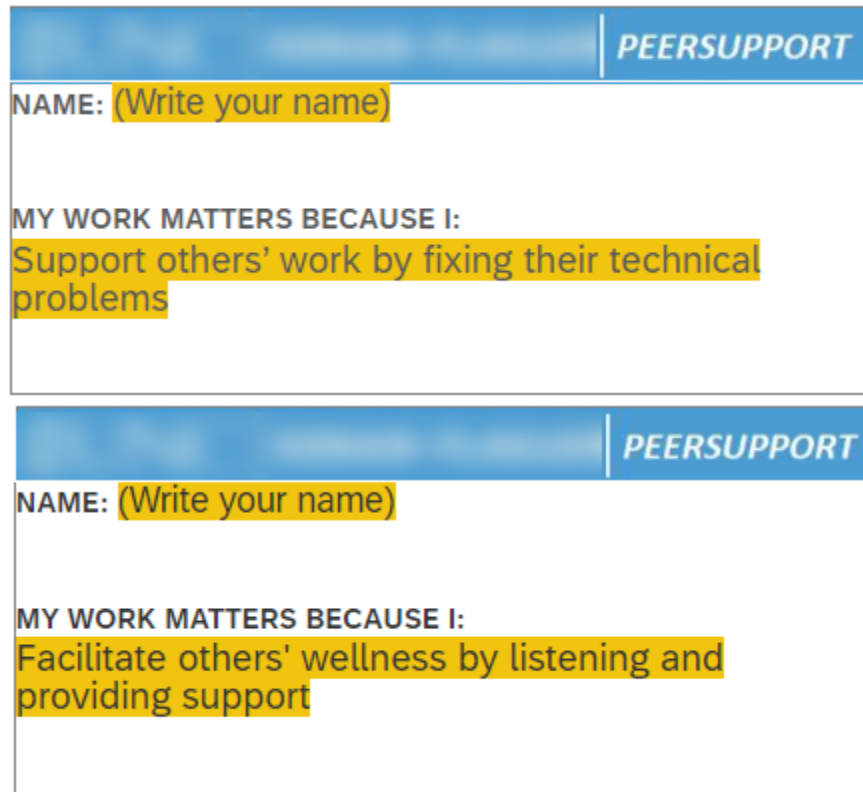 PEERSUPPORT
NAME: (Write your name)
MY WORK MATTERS BECAUSE I:
Support others’ work by fixing their technical
problems
PEERSUPPORT
NAME: (Write your name)
MY WORK MATTERS BECAUSE I:
Facilitate others' wellness by listening and
providing support